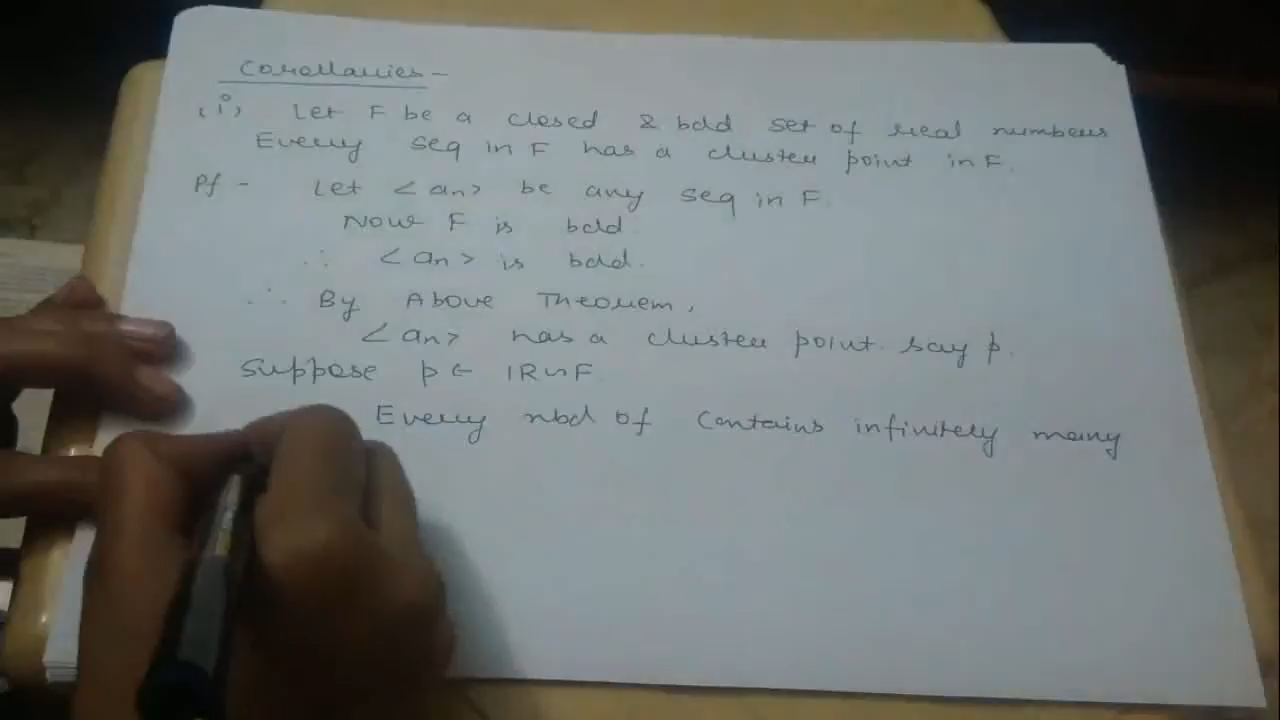 Corollaries -
(i) Let F be a closed & bdd set of real numbers
Every seq in F has a cluster point in F.
Pf - Let <an> be any seq in F.
Now F is bdd
∴ <an> is bdd.
∴ By Above Theorem,
<an> has a cluster point say p.
Suppose p ∈ IR ~ F
Every nbd of contains infinitely many